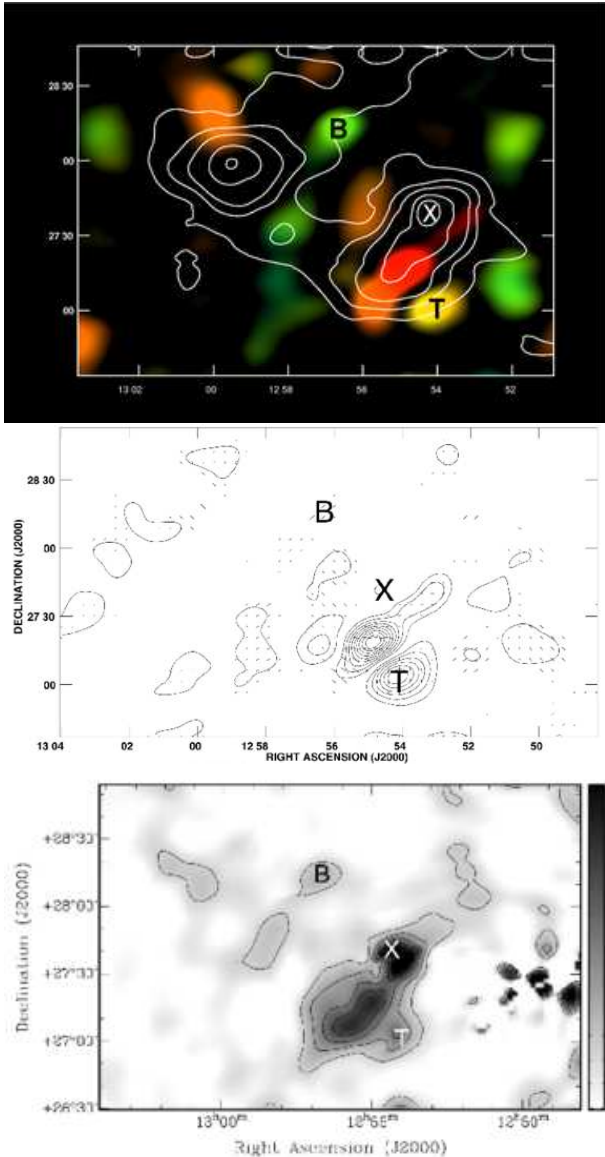 28 30
B
00
X
27 30
00
T
13 02 00 12 58 56 54 52
28 30
B
00
X
DECLINATION (J2000)
27 30
00
T
13 04 02 00 12 58 56 54 52 50
RIGHT ASCENSION (J2000)
+28°30'
B
+28°00'
X
Declination (J2000)
+27°30'
+27°00'
T
+26°30'
13ʰ00ᵐ 12ʰ55ᵐ 12ʰ50ᵐ
Right Ascension (J2000)